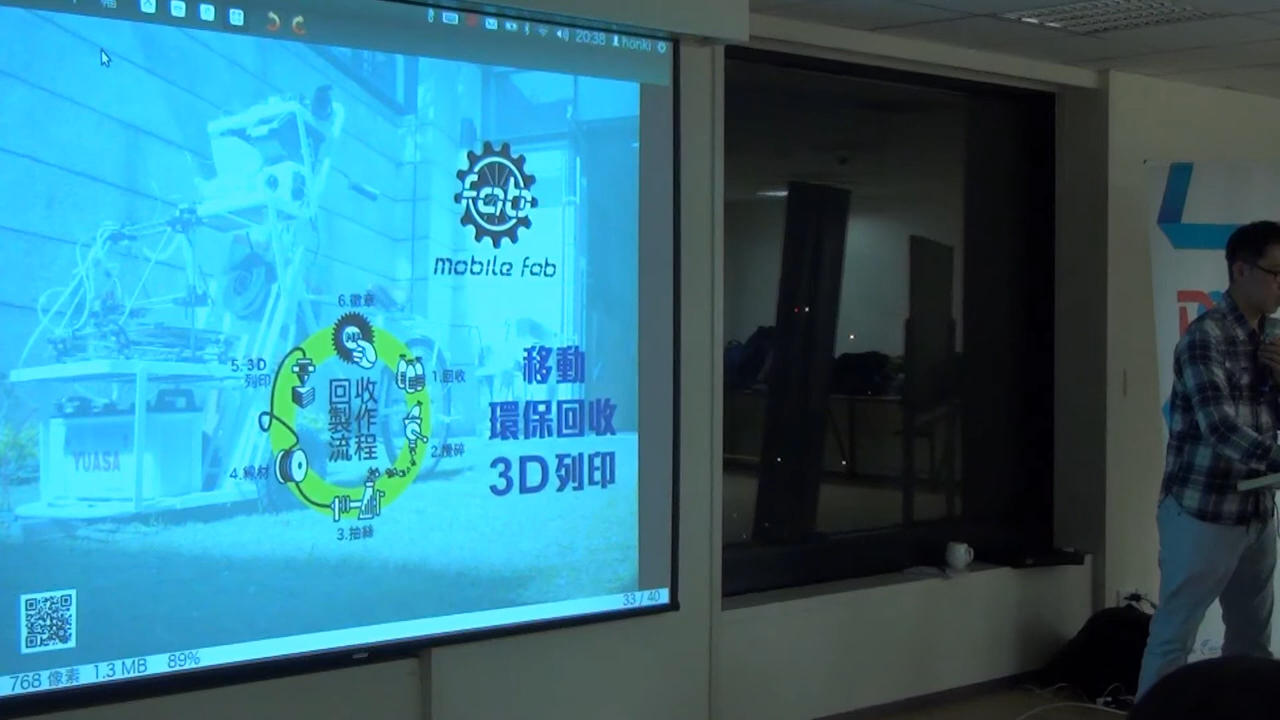 20:38 honki
fab
mobile fab
6.徽章
5.3D
列印
1.回收
回收
製作
流程
2.攪碎
4.線材
3.抽絲
移動
環保回收
3D列印
YUASA
33 / 40
768 像素 1.3 MB 89%